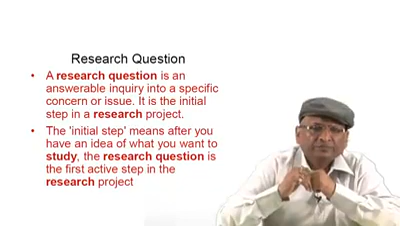 Research Question
• A research question is an
answerable inquiry into a specific
concern or issue. It is the initial
step in a research project.
• The 'initial step' means after you
have an idea of what you want to
study, the research question is
the first active step in the
research project